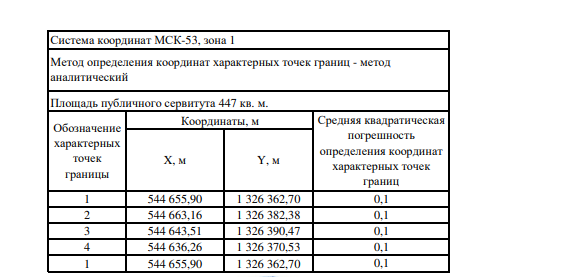 Система координат МСК-53, зона 1
Метод определения координат характерных точек границ - метод
аналитический
Площадь публичного сервитута 447 кв. м.
Обозначение
характерных
точек
границы
Координаты, м
X, м
Y, м
Средняя квадратическая
погрешность
определения координат
характерных точек
границ
1 544 655,90 1 326 362,70 0,1
2 544 663,16 1 326 382,38 0,1
3 544 643,51 1 326 390,47 0,1
4 544 636,26 1 326 370,53 0,1
1 544 655,90 1 326 362,70 0,1